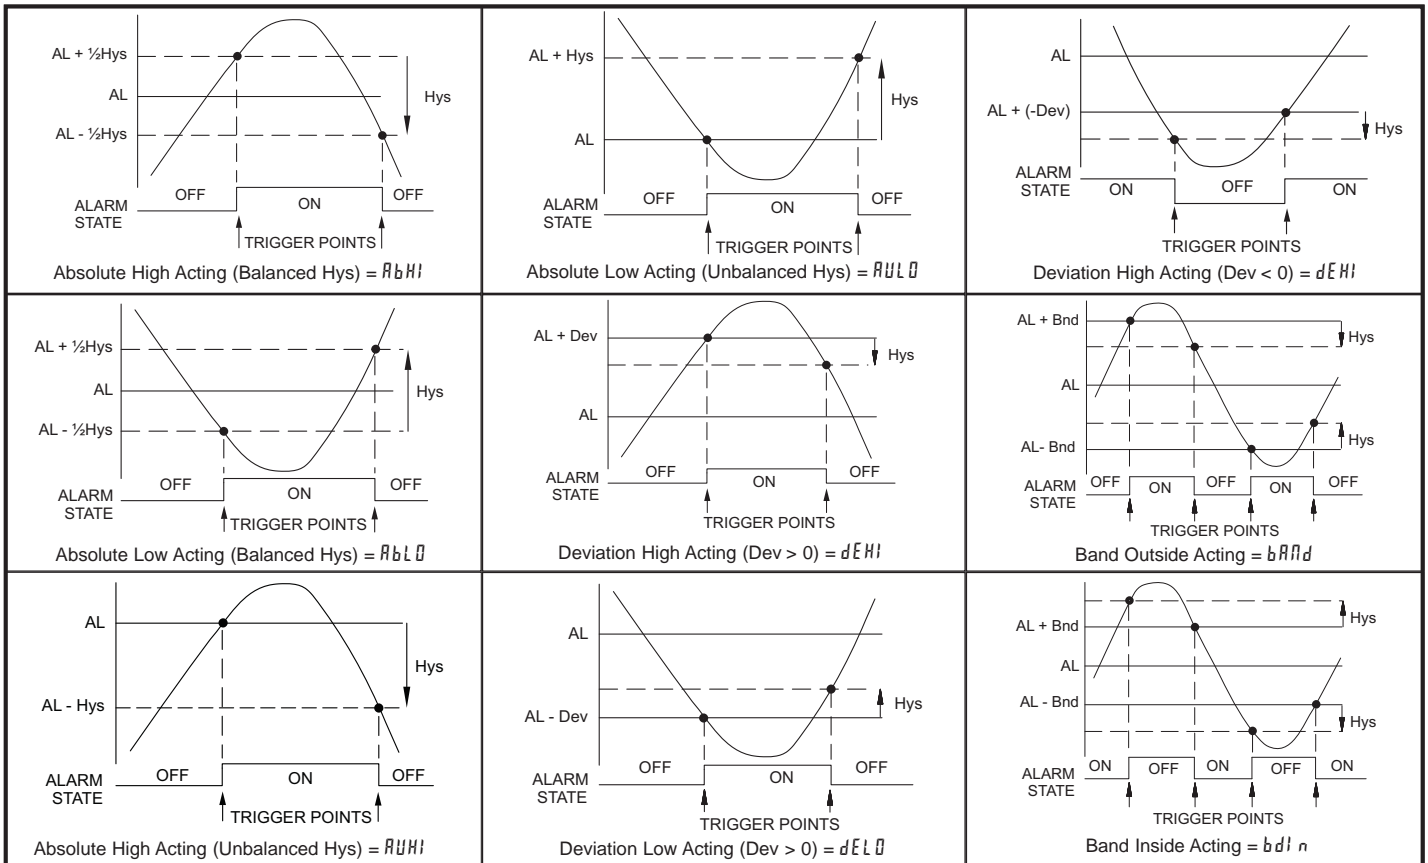 AL + ½Hys
AL
AL - ½Hys
Hys
OFF
ON
OFF
ALARM
STATE
TRIGGER POINTS
Absolute High Acting (Balanced Hys) = AbHI
AL + Hys
AL
Hys
OFF
ON
OFF
ALARM
STATE
TRIGGER POINTS
Absolute Low Acting (Unbalanced Hys) = AULO
AL
AL + (-Dev)
Hys
ALARM
STATE
ON
OFF
ON
TRIGGER POINTS
Deviation High Acting (Dev < 0) = dEHI
AL + ½Hys
AL
AL - ½Hys
Hys
OFF
ON
OFF
ALARM
STATE
TRIGGER POINTS
Absolute Low Acting (Balanced Hys) = AbLO
AL + Dev
Hys
AL
OFF
ON
OFF
ALARM
STATE
TRIGGER POINTS
Deviation High Acting (Dev > 0) = dEHI
AL + Bnd
Hys
AL
AL- Bnd
Hys
ALARM
STATE
OFF
ON
OFF
ON
OFF
TRIGGER POINTS
Band Outside Acting = bANd
AL
AL - Hys
Hys
OFF
ON
OFF
ALARM
STATE
TRIGGER POINTS
Absolute High Acting (Unbalanced Hys) = AUHI
AL
AL - Dev
Hys
OFF
ON
OFF
ALARM
STATE
TRIGGER POINTS
Deviation Low Acting (Dev > 0) = dELO
Hys
AL + Bnd
AL
AL - Bnd
Hys
ON
OFF
ON
OFF
ON
ALARM
STATE
TRIGGER POINTS
Band Inside Acting = bdIn